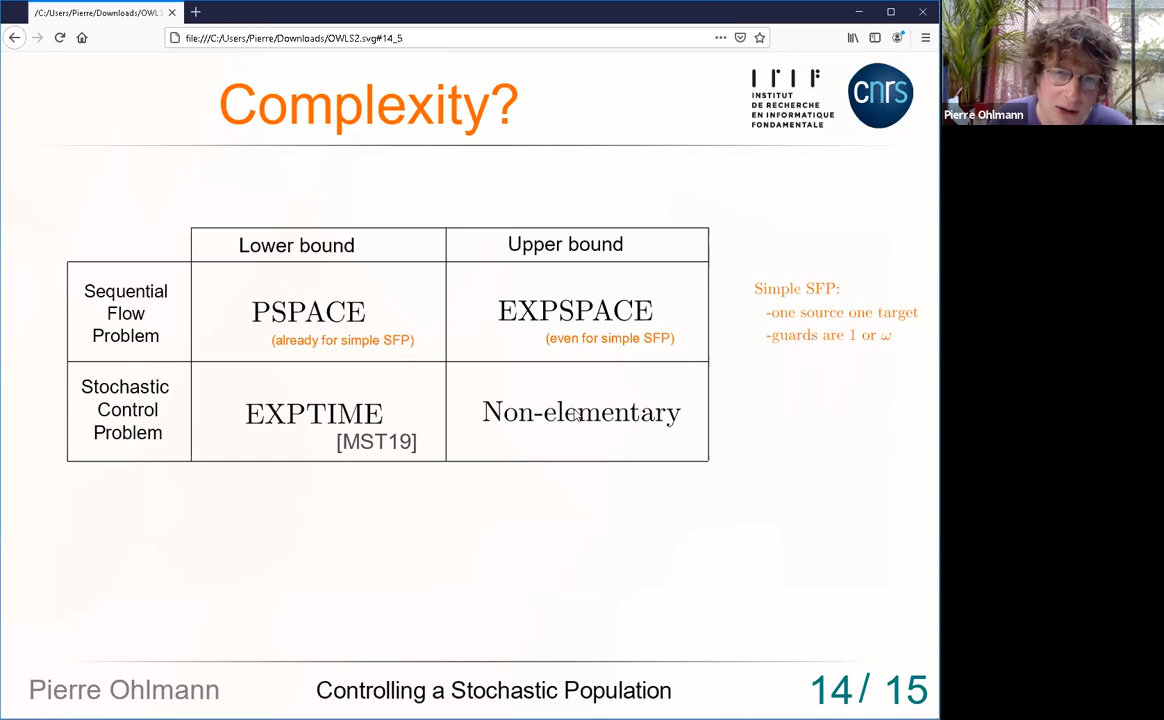 /C:/Users/Pierre/Downloads/OWLS
file:///C:/Users/Pierre/Downloads/OWLS2.svg#14_5
Complexity?
INSTITUT
DE RECHERCHE
EN INFORMATIQUE
FONDAMENTALE
cnrs
Pierre Ohlmann
Lower bound
Upper bound
Sequential
Flow
Problem
PSPACE
(already for simple SFP)
EXPSPACE
(even for simple SFP)
Simple SFP:
-one source one target
-guards are 1 or ω
Stochastic
Control
Problem
EXPTIME
[MST19]
Non-elementary
Pierre Ohlmann
Controlling a Stochastic Population
14/ 15